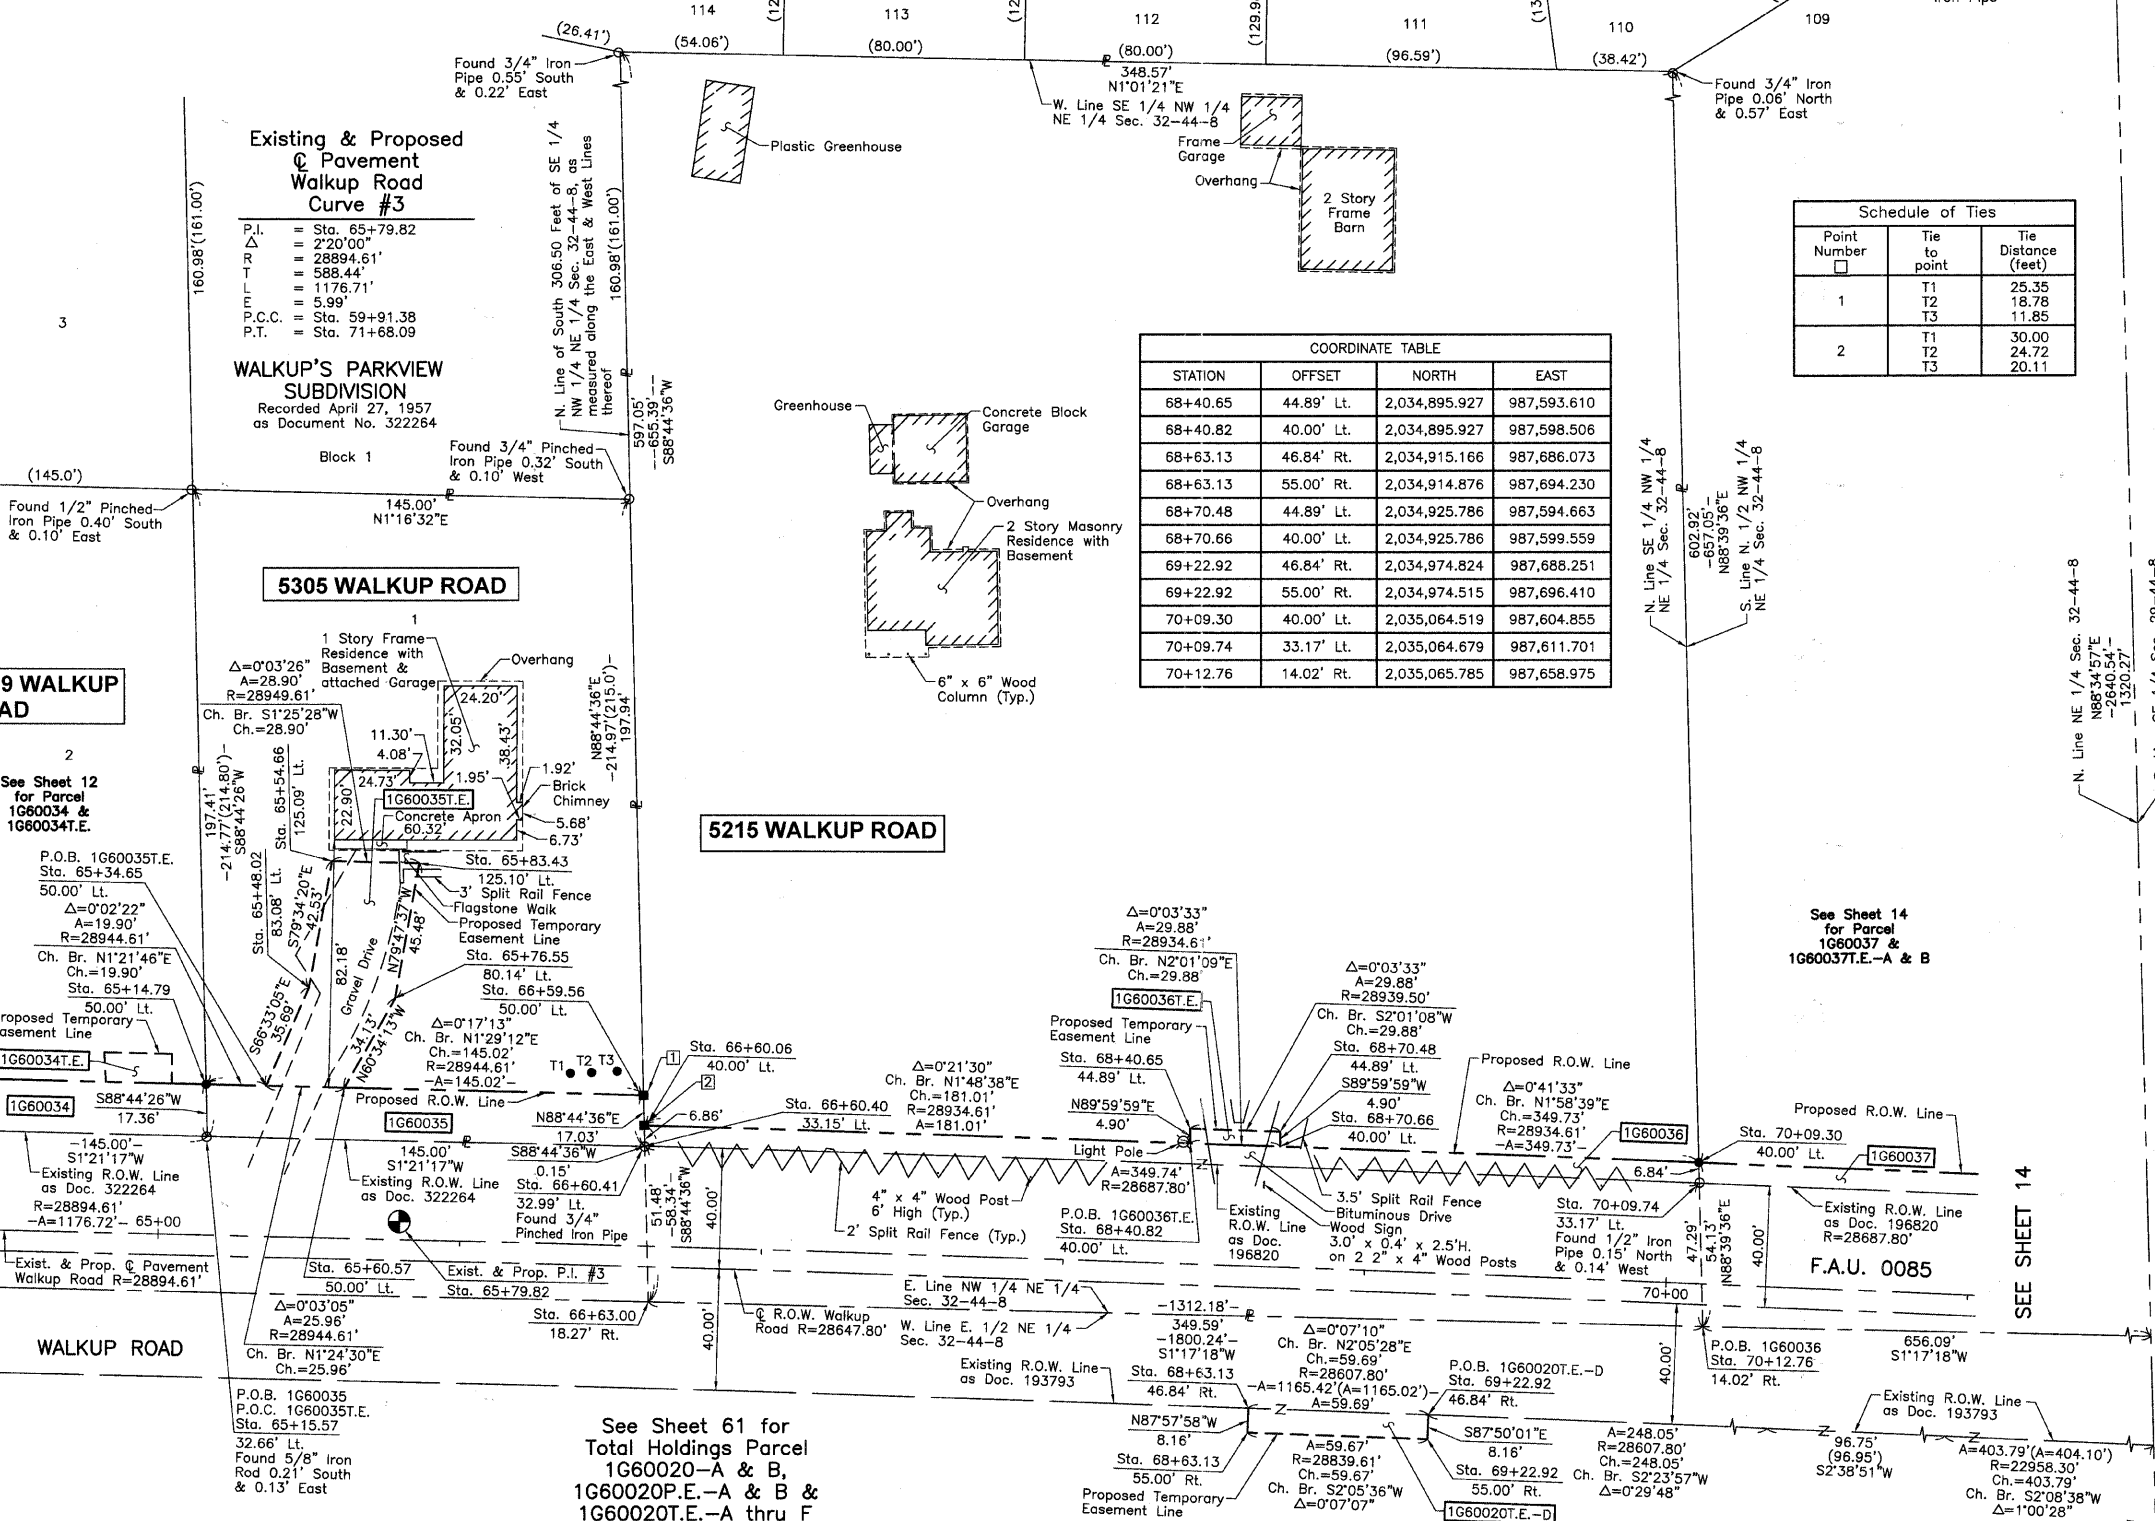 114
113
112
111
110
109
(26.41')
(54.06')
(80.00')
(80.00')
(96.59')
(38.42')
348.57'
N1°01'21"E
W. Line SE 1/4 NW 1/4
NE 1/4 Sec. 32-44-8
Found 3/4" Iron
Pipe 0.55' South
& 0.22' East
Found 3/4" Iron
Pipe 0.06' North
& 0.57' East
Existing & Proposed
℄ Pavement
Walkup Road
Curve #3
P.I. = Sta. 65+79.82
Δ = 2°20'00"
R = 28894.61'
T = 588.44'
L = 1176.71'
E = 5.99'
P.C.C. = Sta. 59+91.38
P.T. = Sta. 71+68.09
WALKUP'S PARKVIEW
SUBDIVISION
Recorded April 27, 1957
as Document No. 322264
Block 1
3
160.98'(161.00')
N. Line of South 306.50 Feet of SE 1/4
NW 1/4 NE 1/4 Sec. 32-44-8, as
measured along the East & West Lines
thereof
160.98'(161.00')
597.05'
-655.39'-
S88°44'36"W
Plastic Greenhouse
Frame
Garage
Overhang
2 Story
Frame
Barn
Schedule of Ties
Point Number □ | Tie to point | Tie Distance (feet)
1 T1 25.35
T2 18.78
T3 11.85
2 T1 30.00
T2 24.72
T3 20.11
COORDINATE TABLE
STATION OFFSET NORTH EAST
68+40.65 44.89' Lt. 2,034,895.927 987,593.610
68+40.82 40.00' Lt. 2,034,895.927 987,598.506
68+63.13 46.84' Rt. 2,034,915.166 987,686.073
68+63.13 55.00' Rt. 2,034,914.876 987,694.230
68+70.48 44.89' Lt. 2,034,925.786 987,594.663
68+70.66 40.00' Lt. 2,034,925.786 987,599.559
69+22.92 46.84' Rt. 2,034,974.824 987,688.251
69+22.92 55.00' Rt. 2,034,974.515 987,696.410
70+09.30 40.00' Lt. 2,035,064.519 987,604.855
70+09.74 33.17' Lt. 2,035,064.679 987,611.701
70+12.76 14.02' Rt. 2,035,065.785 987,658.975
Greenhouse
Concrete Block
Garage
Overhang
2 Story Masonry
Residence with
Basement
6" x 6" Wood
Column (Typ.)
(145.0')
Found 1/2" Pinched
Iron Pipe 0.40' South
& 0.10' East
Found 3/4" Pinched
Iron Pipe 0.32' South
& 0.10' West
145.00'
N1°16'32"E
N. Line SE 1/4 NW 1/4
NE 1/4 Sec. 32-44-8
602.92'
-657.05'-
N88°39'36"E
S. Line N. 1/2 NW 1/4
NE 1/4 Sec. 32-44-8
N. Line NE 1/4 Sec. 32-44-8
N88°34'57"E
-2640.54'-
1320.27'
5305 WALKUP ROAD
1
1 Story Frame
Residence with
Basement &
attached Garage
Overhang
24.20'
32.05'
38.43'
11.30'
4.08'
24.73'
22.90'
1.95'
1.92'
Brick
Chimney
5.68'
6.73'
1G60035T.E.
Concrete Apron
60.32'
Δ=0°03'26"
A=28.90'
R=28949.61'
Ch. Br. S1°25'28"W
Ch.=28.90'
9 WALKUP
AD
2
See Sheet 12
for Parcel
1G60034 &
1G60034T.E.
197.41'
-214.77'(214.80')-
S88°44'26"W
Sta. 65+54.66
125.09' Lt.
Sta. 65+48.02
83.08' Lt.
S79°34'20"E
-42.53'
N88°44'36"E
-214.97'(215.0')-
197.94'
5215 WALKUP ROAD
Sta. 65+83.43
125.10' Lt.
3' Split Rail Fence
Flagstone Walk
Proposed Temporary
Easement Line
Sta. 65+76.55
80.14' Lt.
Sta. 66+59.56
50.00' Lt.
N79°47'37"W
45.48'
82.18'
Gravel Drive
34.13'
N60°34'13"W
S66°33'05"E
35.69'
P.O.B. 1G60035T.E.
Sta. 65+34.65
50.00' Lt.
Δ=0°02'22"
A=19.90'
R=28944.61'
Ch. Br. N1°21'46"E
Ch.=19.90'
Sta. 65+14.79
50.00' Lt.
roposed Temporary
asement Line
1G60034T.E.
1G60034
S88°44'26"W
17.36'
Δ=0°17'13"
Ch. Br. N1°29'12"E
Ch.=145.02'
R=28944.61'
-A=145.02'-
Proposed R.O.W. Line
T1 T2 T3
1
2
Sta. 66+60.06
40.00' Lt.
6.86'
Sta. 66+60.40
33.15' Lt.
Δ=0°21'30"
Ch. Br. N1°48'38"E
Ch.=181.01'
R=28934.61'
A=181.01'
Δ=0°03'33"
A=29.88'
R=28934.61'
Ch. Br. N2°01'09"E
Ch.=29.88'
1G60036T.E.
Proposed Temporary
Easement Line
Sta. 68+40.65
44.89' Lt.
N89°59'59"E
4.90'
Light Pole
Δ=0°03'33"
A=29.88'
R=28939.50'
Ch. Br. S2°01'08"W
Ch.=29.88'
Sta. 68+70.48
44.89' Lt.
S89°59'59"W
4.90'
Sta. 68+70.66
40.00' Lt.
Proposed R.O.W. Line
Δ=0°41'33"
Ch. Br. N1°58'39"E
Ch.=349.73'
R=28934.61'
-A=349.73'-
1G60036
See Sheet 14
for Parcel
1G60037 &
1G60037T.E.-A & B
Proposed R.O.W. Line
Sta. 70+09.30
40.00' Lt.
1G60037
6.84'
1G60035
N88°44'36"E
17.03'
S88°44'36"W
0.15'
Sta. 66+60.41
32.99' Lt.
Found 3/4"
Pinched Iron Pipe
-145.00'-
S1°21'17"W
Existing R.O.W. Line
as Doc. 322264
R=28894.61'
-A=1176.72'-
65+00
145.00'
S1°21'17"W
Existing R.O.W. Line
as Doc. 322264
51.48'
-58.34'-
S88°44'36"W
40.00'
40.00'
4" x 4" Wood Post
6' High (Typ.)
2' Split Rail Fence (Typ.)
A=349.74'
R=28687.80'
P.O.B. 1G60036T.E.
Sta. 68+40.82
40.00' Lt.
Existing
R.O.W. Line
as Doc.
196820
3.5' Split Rail Fence
Bituminous Drive
Wood Sign
3.0' x 0.4' x 2.5'H.
on 2 2" x 4" Wood Posts
Sta. 70+09.74
33.17' Lt.
Found 1/2" Iron
Pipe 0.15' North
& 0.14' West
47.29'
54.13'
N88°39'36"E
40.00'
Existing R.O.W. Line
as Doc. 196820
R=28687.80'
F.A.U. 0085
SEE SHEET 14
Exist. & Prop. ℄ Pavement
Walkup Road R=28894.61'
Sta. 65+60.57
50.00' Lt.
Exist. & Prop. P.I. #3
Sta. 65+79.82
Sta. 66+63.00
18.27' Rt.
℄ R.O.W. Walkup
Road R=28647.80'
E. Line NW 1/4 NE 1/4
Sec. 32-44-8
W. Line E. 1/2 NE 1/4
Sec. 32-44-8
-1312.18'-
349.59'
-1800.24'-
S1°17'18"W
70+00
P.O.B. 1G60036
Sta. 70+12.76
14.02' Rt.
656.09'
S1°17'18"W
WALKUP ROAD
Δ=0°03'05"
A=25.96'
R=28944.61'
Ch. Br. N1°24'30"E
Ch.=25.96'
P.O.B. 1G60035
P.O.C. 1G60035T.E.
Sta. 65+15.57
32.66' Lt.
Found 5/8" Iron
Rod 0.21' South
& 0.13' East
See Sheet 61 for
Total Holdings Parcel
1G60020-A & B,
1G60020P.E.-A & B &
1G60020T.E.-A thru F
Existing R.O.W. Line
as Doc. 193793
Sta. 68+63.13
46.84' Rt.
N87°57'58"W
8.16'
Sta. 68+63.13
55.00' Rt.
Proposed Temporary
Easement Line
Δ=0°07'10"
Ch. Br. N2°05'28"E
Ch.=59.69'
R=28607.80'
-A=1165.42'(A=1165.02')-
A=59.69'
A=59.67'
R=28839.61'
Ch.=59.67'
Ch. Br. S2°05'36"W
Δ=0°07'07"
P.O.B. 1G60020T.E.-D
Sta. 69+22.92
46.84' Rt.
S87°50'01"E
8.16'
Sta. 69+22.92
55.00' Rt.
1G60020T.E.-D
40.00'
A=248.05'
R=28607.80'
Ch.=248.05'
Ch. Br. S2°23'57"W
Δ=0°29'48"
Existing R.O.W. Line
as Doc. 193793
96.75'
(96.95')
S2°38'51"W
A=403.79'(A=404.10')
R=22958.30'
Ch.=403.79'
Ch. Br. S2°08'38"W
Δ=1°00'28"